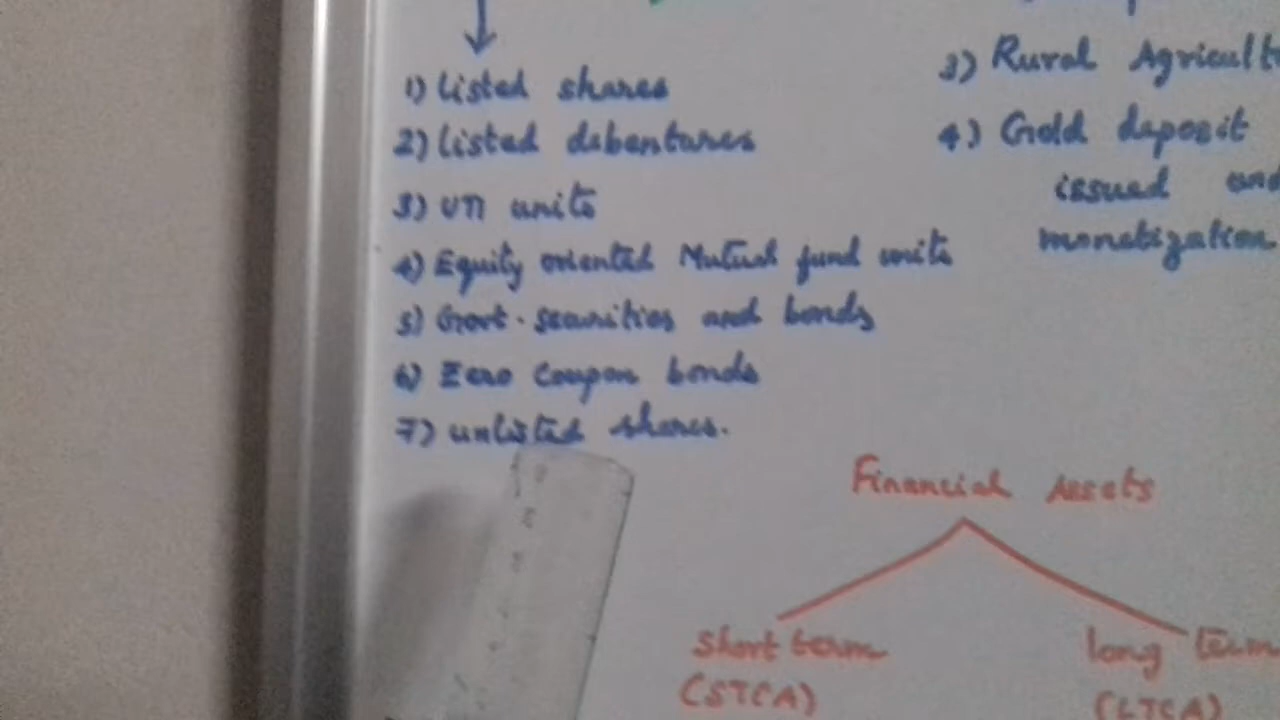 1) Listed shares
2) Listed debentures
3) UTI units
4) Equity oriented Mutual fund units
5) Govt. securities and bonds
6) Zero Coupon bonds
7) unlisted shares.
3) Rural Agricult
4) Gold deposit
issued and
monetization
Financial Assets
Short term
(STCA)
long term
(LTCA)